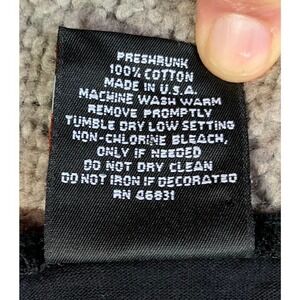 PRESHRUNK
100% COTTON
MADE IN U.S.A.
MACHINE WASH WARM
REMOVE PROMPTLY
TUMBLE DRY LOW SETTING
NON-CHLORINE BLEACH,
ONLY IF NEEDED
DO NOT DRY CLEAN
DO NOT IRON IF DECORATED
RN 46831